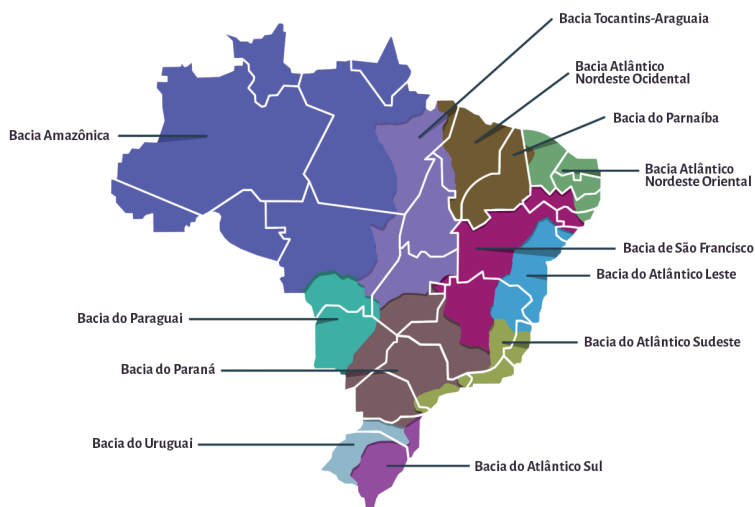 Bacia Tocantins-Araguaia
Bacia Atlântico
Nordeste Ocidental
Bacia do Parnaíba
Bacia Amazônica
Bacia Atlântico
Nordeste Oriental
Bacia de São Francisco
Bacia do Atlântico Leste
Bacia do Paraguai
Bacia do Atlântico Sudeste
Bacia do Paraná
Bacia do Uruguai
Bacia do Atlântico Sul